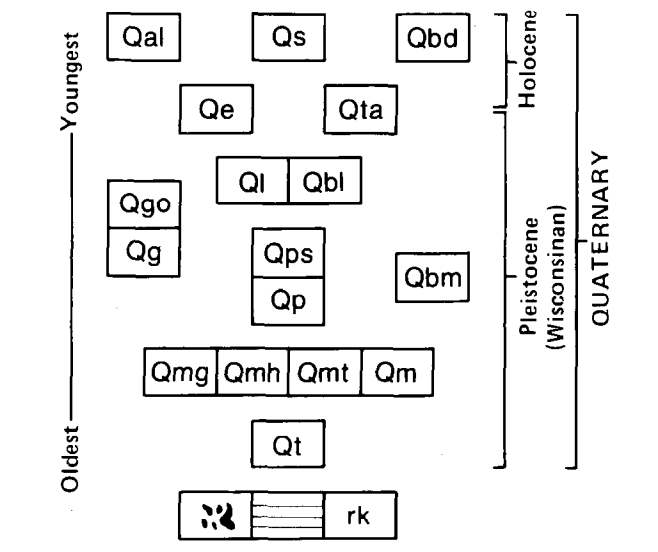 Qal Qs Qbd
Qe Qta
Ql Qbl
Qgo
Qg
Qps
Qp
Qbm
Qmg Qmh Qmt Qm
Qt
rk
Youngest
Oldest
Holocene
Pleistocene
(Wisconsinan)
QUATERNARY